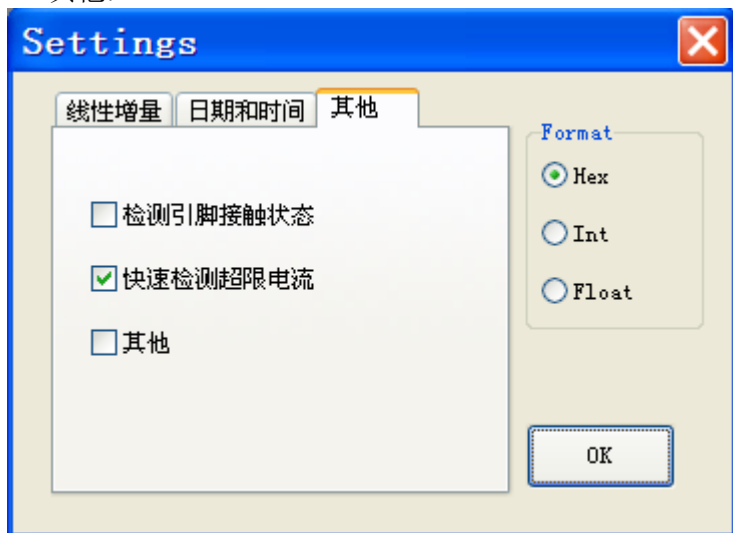 Settings
线性增量 日期和时间 其他
Format
Hex
检测引脚接触状态
Int
快速检测超限电流
Float
其他
OK